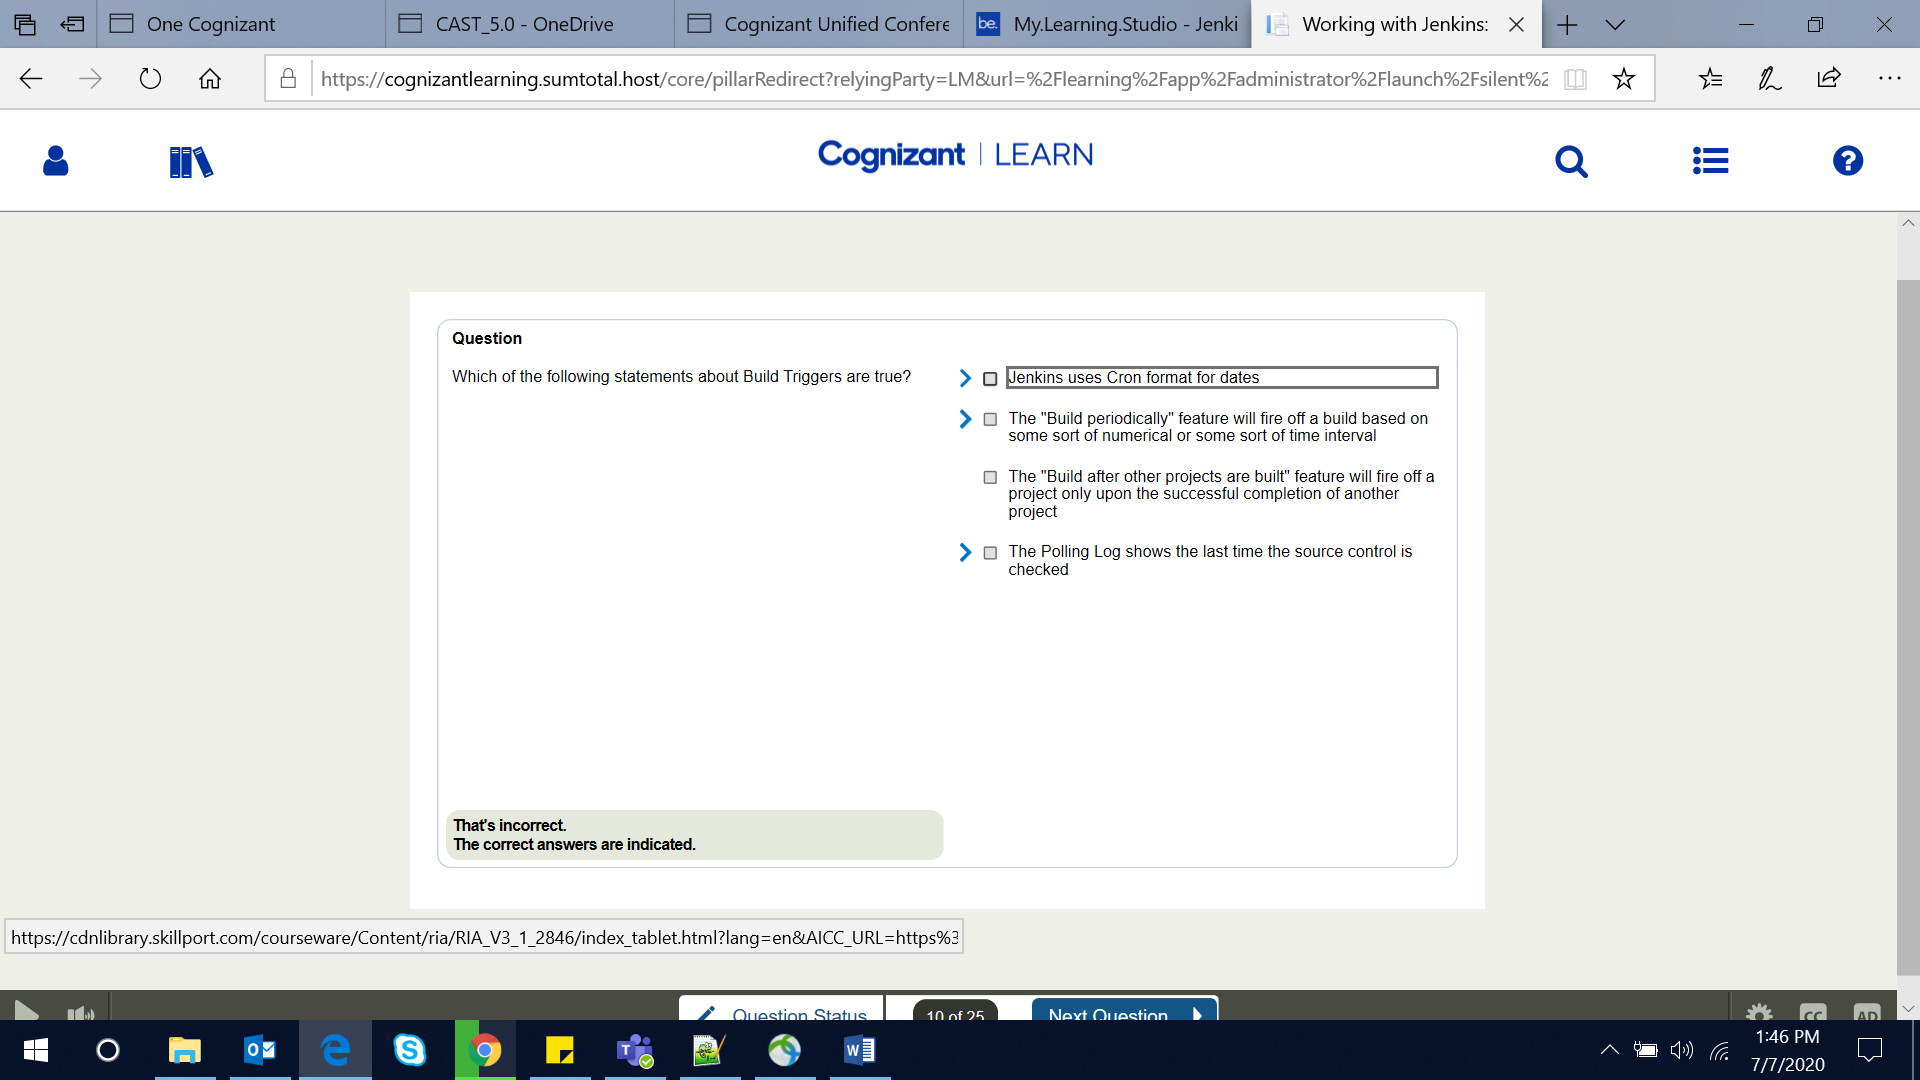 One Cognizant
CAST_5.0 - OneDrive
Cognizant Unified Confere
be. My.Learning.Studio - Jenki
Working with Jenkins:
https://cognizantlearning.sumtotal.host/core/pillarRedirect?relyingParty=LM&url=%2Flearning%2Fapp%2Fadministrator%2Flaunch%2Fsilent%2
Cognizant | LEARN
Question
Which of the following statements about Build Triggers are true?
Jenkins uses Cron format for dates
The "Build periodically" feature will fire off a build based on
some sort of numerical or some sort of time interval
The "Build after other projects are built" feature will fire off a
project only upon the successful completion of another
project
The Polling Log shows the last time the source control is
checked
That's incorrect.
The correct answers are indicated.
https://cdnlibrary.skillport.com/courseware/Content/ria/RIA_V3_1_2846/index_tablet.html?lang=en&AICC_URL=https%3
Question Status
10 of 25
Next Question
CC
AD
1:46 PM
7/7/2020